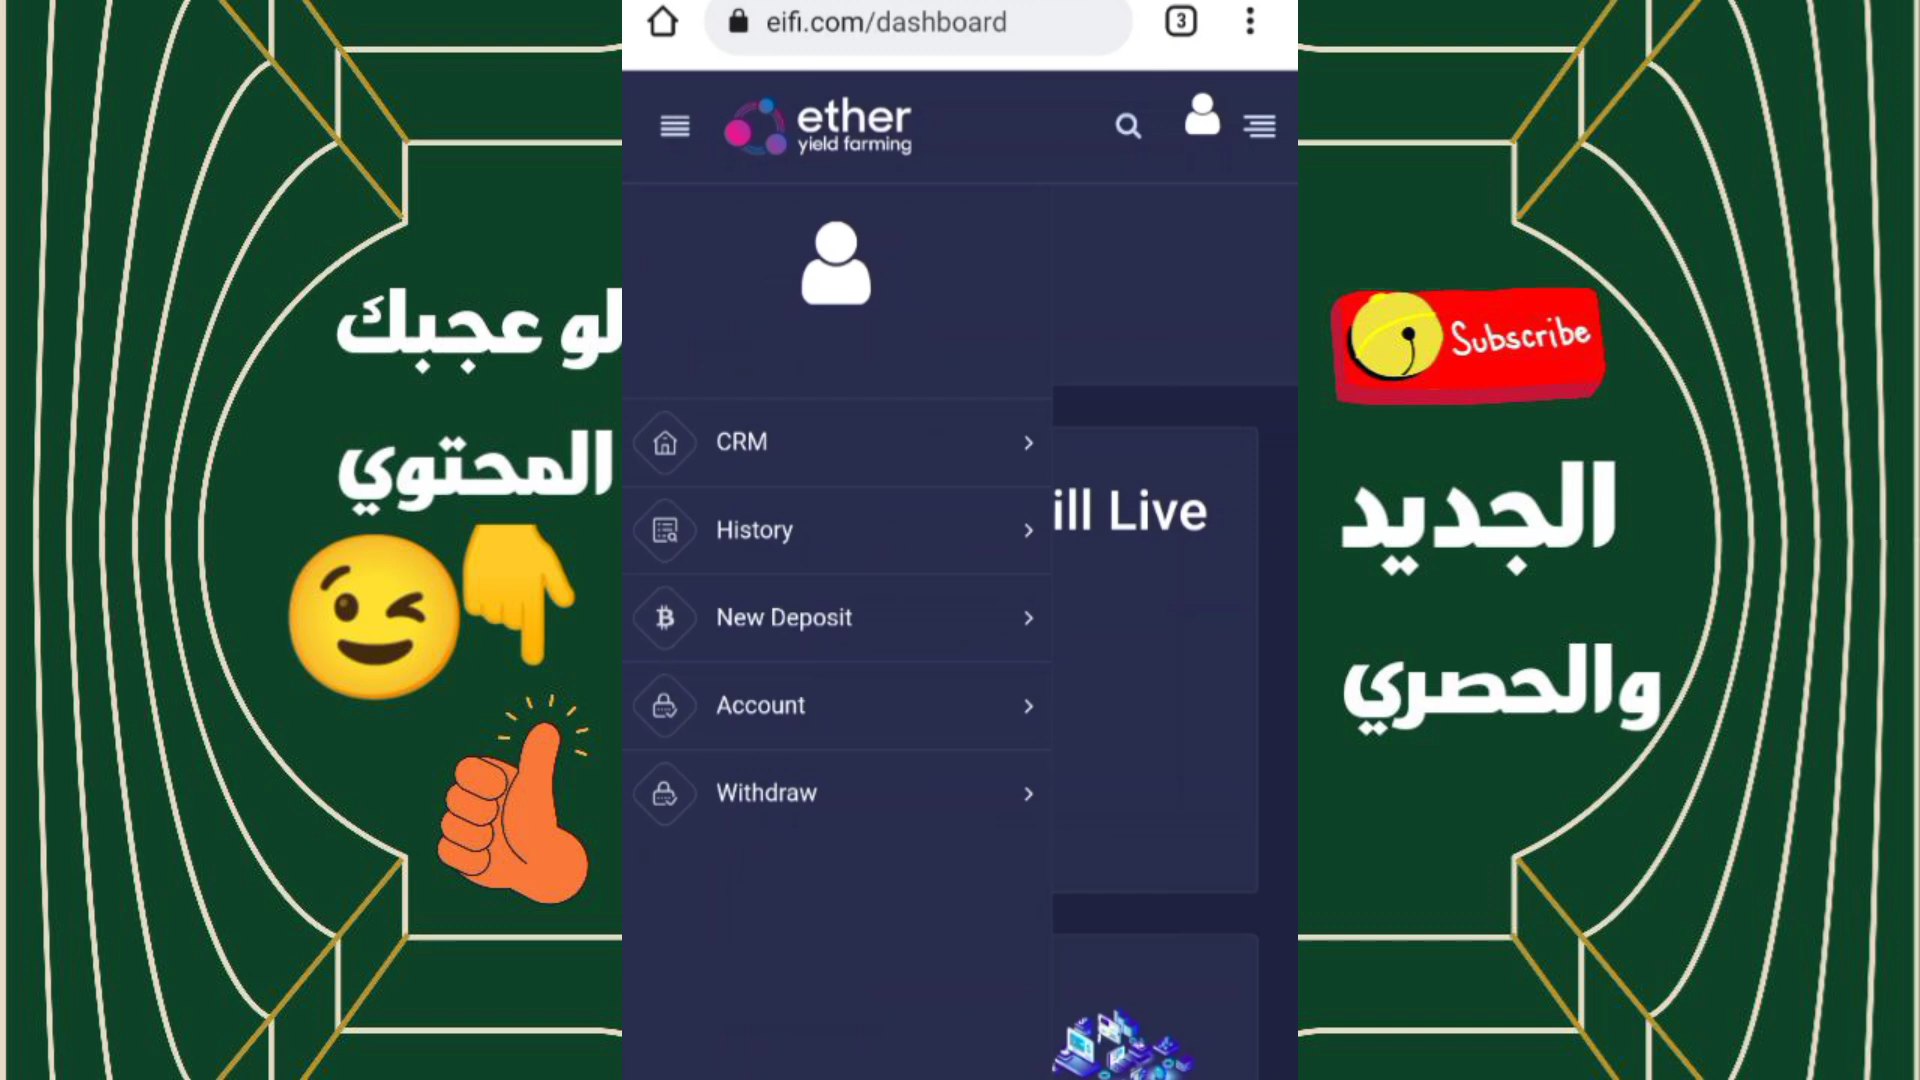 eifi.com/dashboard
3
ether
yield farming
CRM
History
New Deposit
Account
Withdraw
ill Live
لو عجبك
المحتوي
Subscribe
الجديد
والحصري